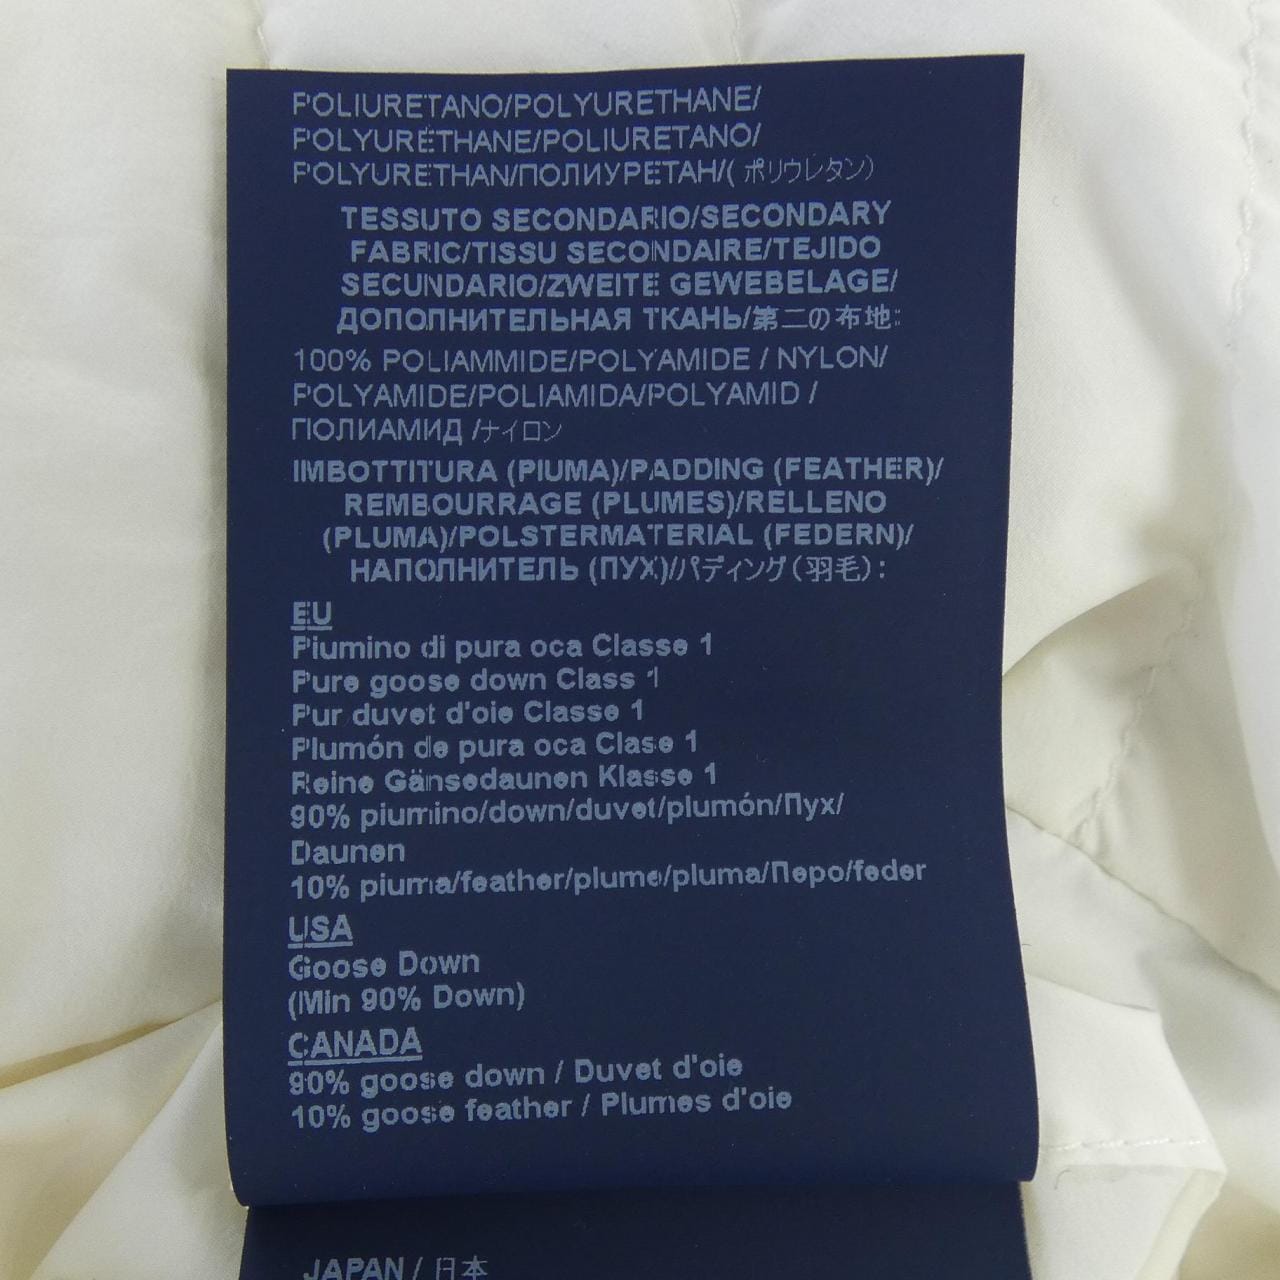 POLIURETANO/POLYURETHANE/
POLYURÉTHANE/POLIURETANO/
POLYURETHAN/ПОЛИУРЕТАН/( ポリウレタン)
TESSUTO SECONDARIO/SECONDARY
FABRIC/TISSU SECONDAIRE/TEJIDO
SECUNDARIO/ZWEITE GEWEBELAGE/
ДОПОЛНИТЕЛЬНАЯ ТКАНЬ/第二の布地:
100% POLIAMMIDE/POLYAMIDE / NYLON/
POLYAMIDE/POLIAMIDA/POLYAMID /
ПОЛИАМИД /ナイロン
IMBOTTITURA (PIUMA)/PADDING (FEATHER)/
REMBOURRAGE (PLUMES)/RELLENO
(PLUMA)/POLSTERMATERIAL (FEDERN)/
НАПОЛНИТЕЛЬ (ПУХ)/パディング(羽毛):
EU
Piumino di pura oca Classe 1
Pure goose down Class 1
Pur duvet d'oie Classe 1
Plumón de pura oca Clase 1
Reine Gänsedaunen Klasse 1
90% piumino/down/duvet/plumón/Пух/
Daunen
10% piuma/feather/plume/pluma/Перо/feder
USA
Goose Down
(Min 90% Down)
CANADA
90% goose down / Duvet d'oie
10% goose feather / Plumes d'oie
JAPAN / 日本